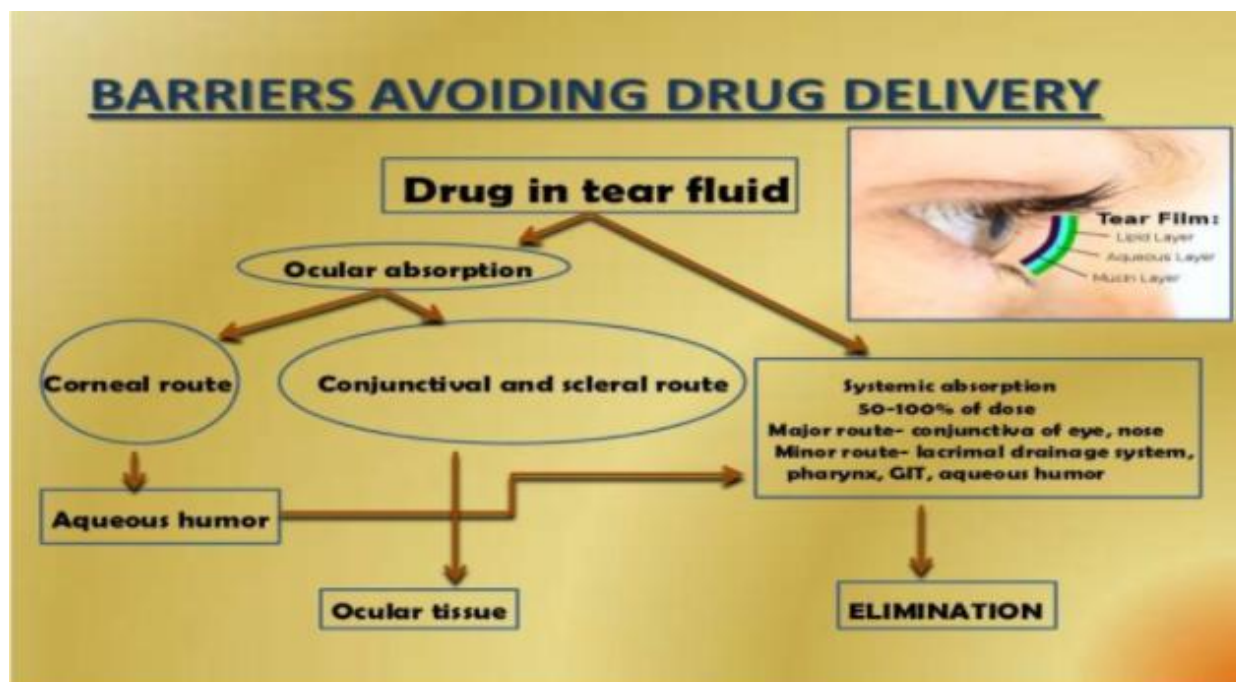 BARRIERS AVOIDING DRUG DELIVERY
Drug in tear fluid
Tear Film:
Lipid Layer
Aqueous Layer
Mucin Layer
Ocular absorption
Corneal route
Conjunctival and scleral route
Systemic absorption
50-100% of dose
Major route- conjunctiva of eye, nose
Minor route- lacrimal drainage system,
pharynx, GIT, aqueous humor
Aqueous humor
Ocular tissue
ELIMINATION